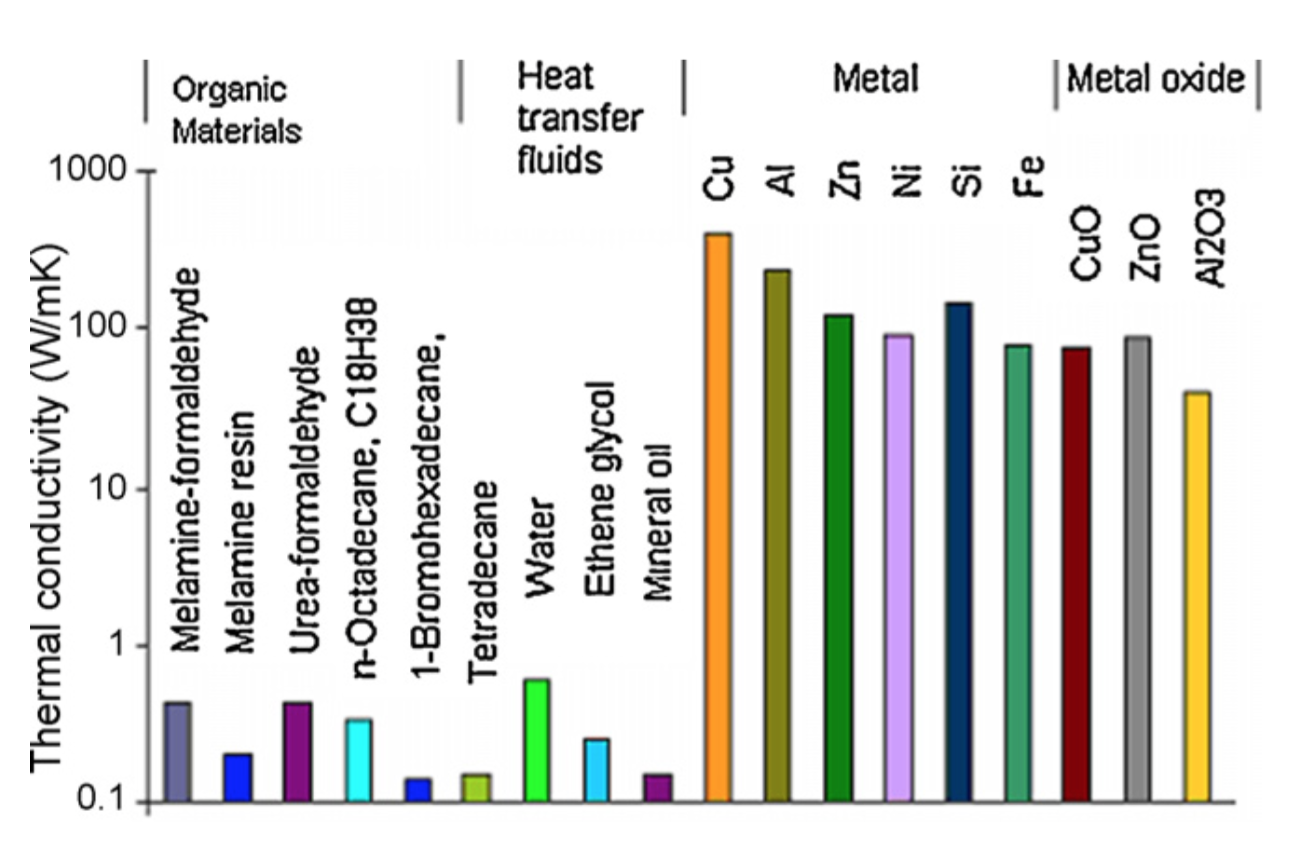 Organic
Materials
Heat
transfer
fluids
Metal
Metal oxide
Thermal conductivity (W/mK)
1000
100
10
1
0.1
Melamine-formaldehyde
Melamine resin
Urea-formaldehyde
n-Octadecane, C18H38
1-Bromohexadecane,
Tetradecane
Water
Ethene glycol
Mineral oil
Cu
Al
Zn
Ni
Si
Fe
CuO
ZnO
Al2O3